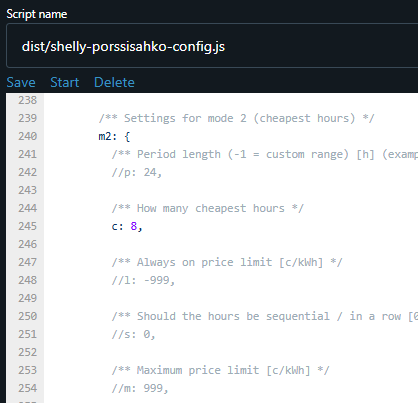 Script name
dist/shelly-porssisahko-config.js
Save Start Delete
238
239 /** Settings for mode 2 (cheapest hours) */
240 m2: {
241 /** Period length (-1 = custom range) [h] (examp
242 //p: 24,
243
244 /** How many cheapest hours */
245 c: 8,
246
247 /** Always on price limit [c/kWh] */
248 //l: -999,
249
250 /** Should the hours be sequential / in a row [0
251 //s: 0,
252
253 /** Maximum price limit [c/kWh] */
254 //m: 999,